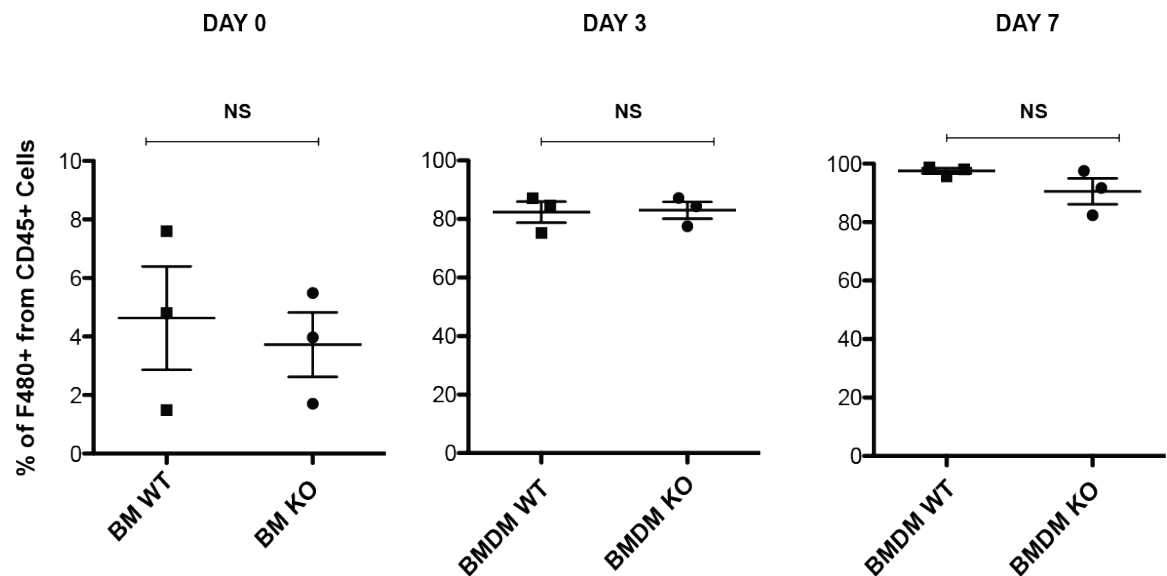 DAY 0
DAY 3
DAY 7
NS
NS
NS
% of F480+ from CD45+ Cells
10
8
6
4
2
0
BM WT
BM KO
100
80
60
40
20
0
BMDM WT
BMDM KO
100
80
60
40
20
0
BMDM WT
BMDM KO